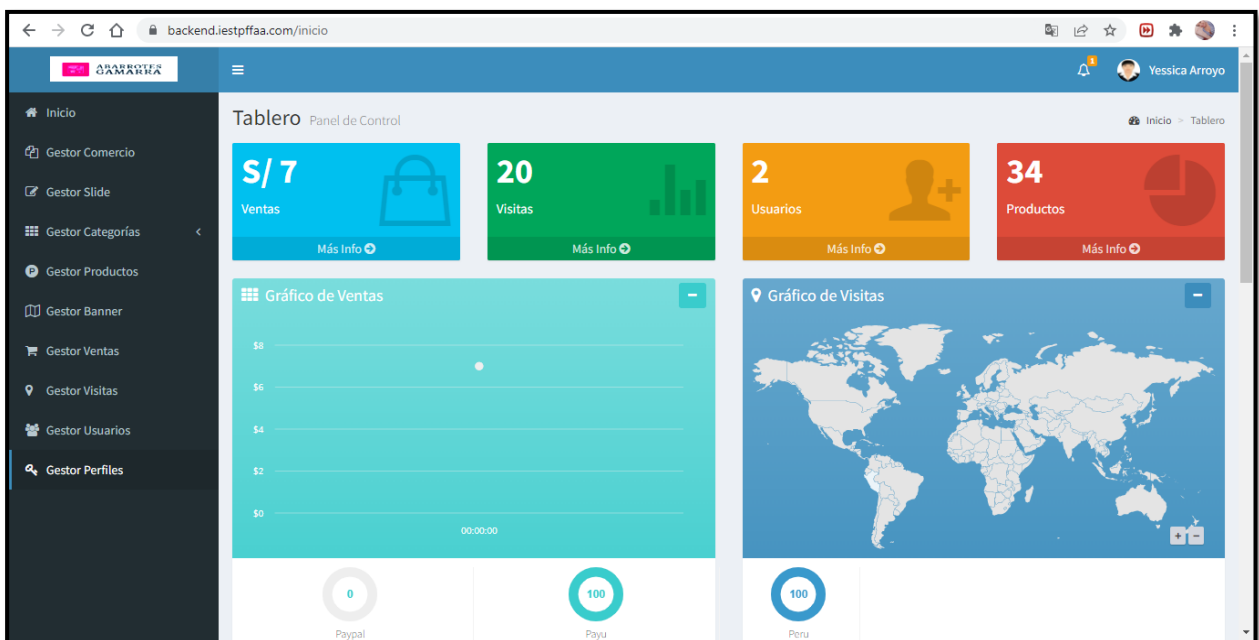 backend.iestpffaa.com/inicio
ABARROTES
GAMARRA
1
Yessica Arroyo
Inicio
Gestor Comercio
Gestor Slide
Gestor Categorías
Gestor Productos
Gestor Banner
Gestor Ventas
Gestor Visitas
Gestor Usuarios
Gestor Perfiles
Tablero Panel de Control
Inicio > Tablero
S/ 7
Ventas
Más Info
20
Visitas
Más Info
2
Usuarios
Más Info
34
Productos
Más Info
Gráfico de Ventas
$8
$6
$4
$2
$0
00:00:00
0
Paypal
100
Payu
Gráfico de Visitas
+ −
100
Peru